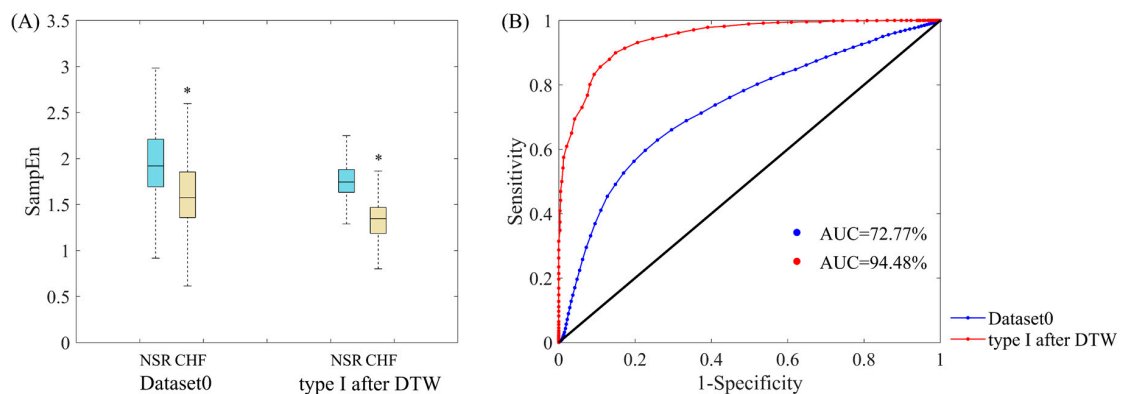 (A)
3.5
3
2.5
2
1.5
1
0.5
0
SampEn
*
*
NSR CHF
NSR CHF
Dataset0
type I after DTW
(B)
1
0.8
0.6
0.4
0.2
0
Sensitivity
AUC=72.77%
AUC=94.48%
0
0.2
0.4
0.6
0.8
1
1-Specificity
Dataset0
type I after DTW